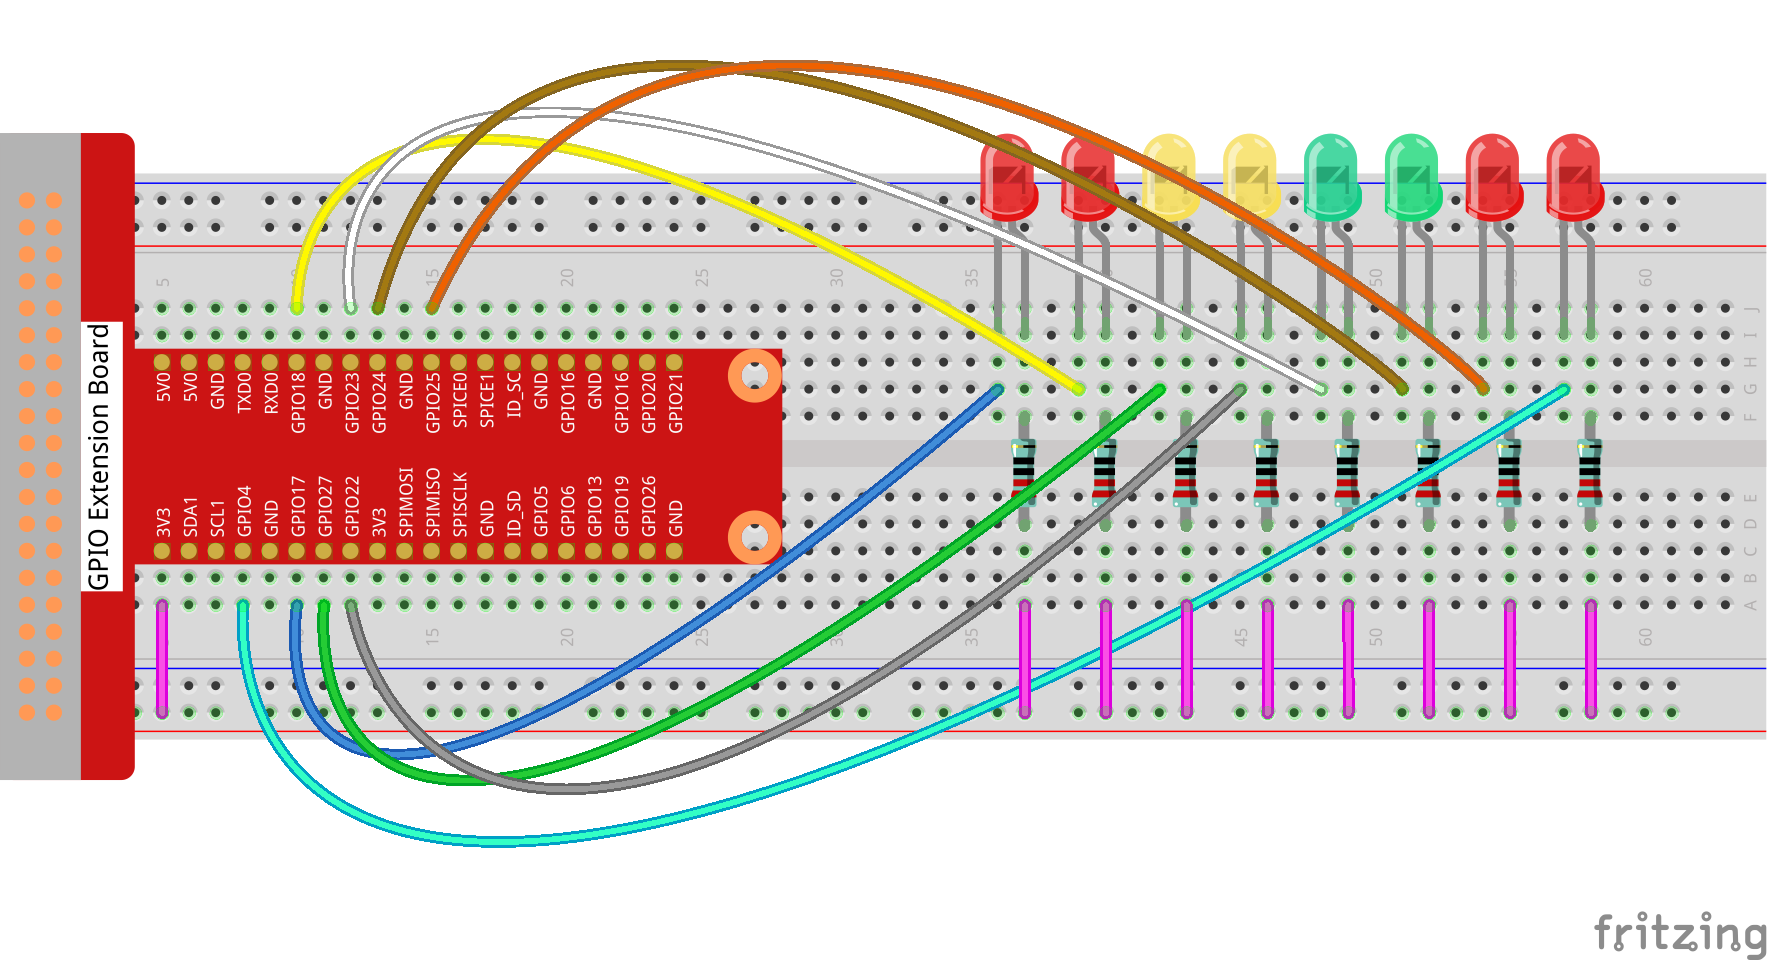 5
10
15
20
25
30
35
50
55
60
J
I
H
G
F
GPIO Extension Board
5V0
5V0
GND
TXD0
RXD0
GPIO18
GND
GPIO23
GPIO24
GND
GPIO25
SPICE0
SPICE1
ID_SC
GND
GPIO16
GND
GPIO16
GPIO20
GPIO21
3V3
SDA1
SCL1
GPIO4
GND
GPIO17
GPIO27
GPIO22
3V3
SPIMOSI
SPIMISO
SPISCLK
GND
ID_SD
GPIO5
GPIO6
GPIO13
GPIO19
GPIO26
GND
E
D
C
B
A
10
15
20
25
30
35
45
50
60
fritzing